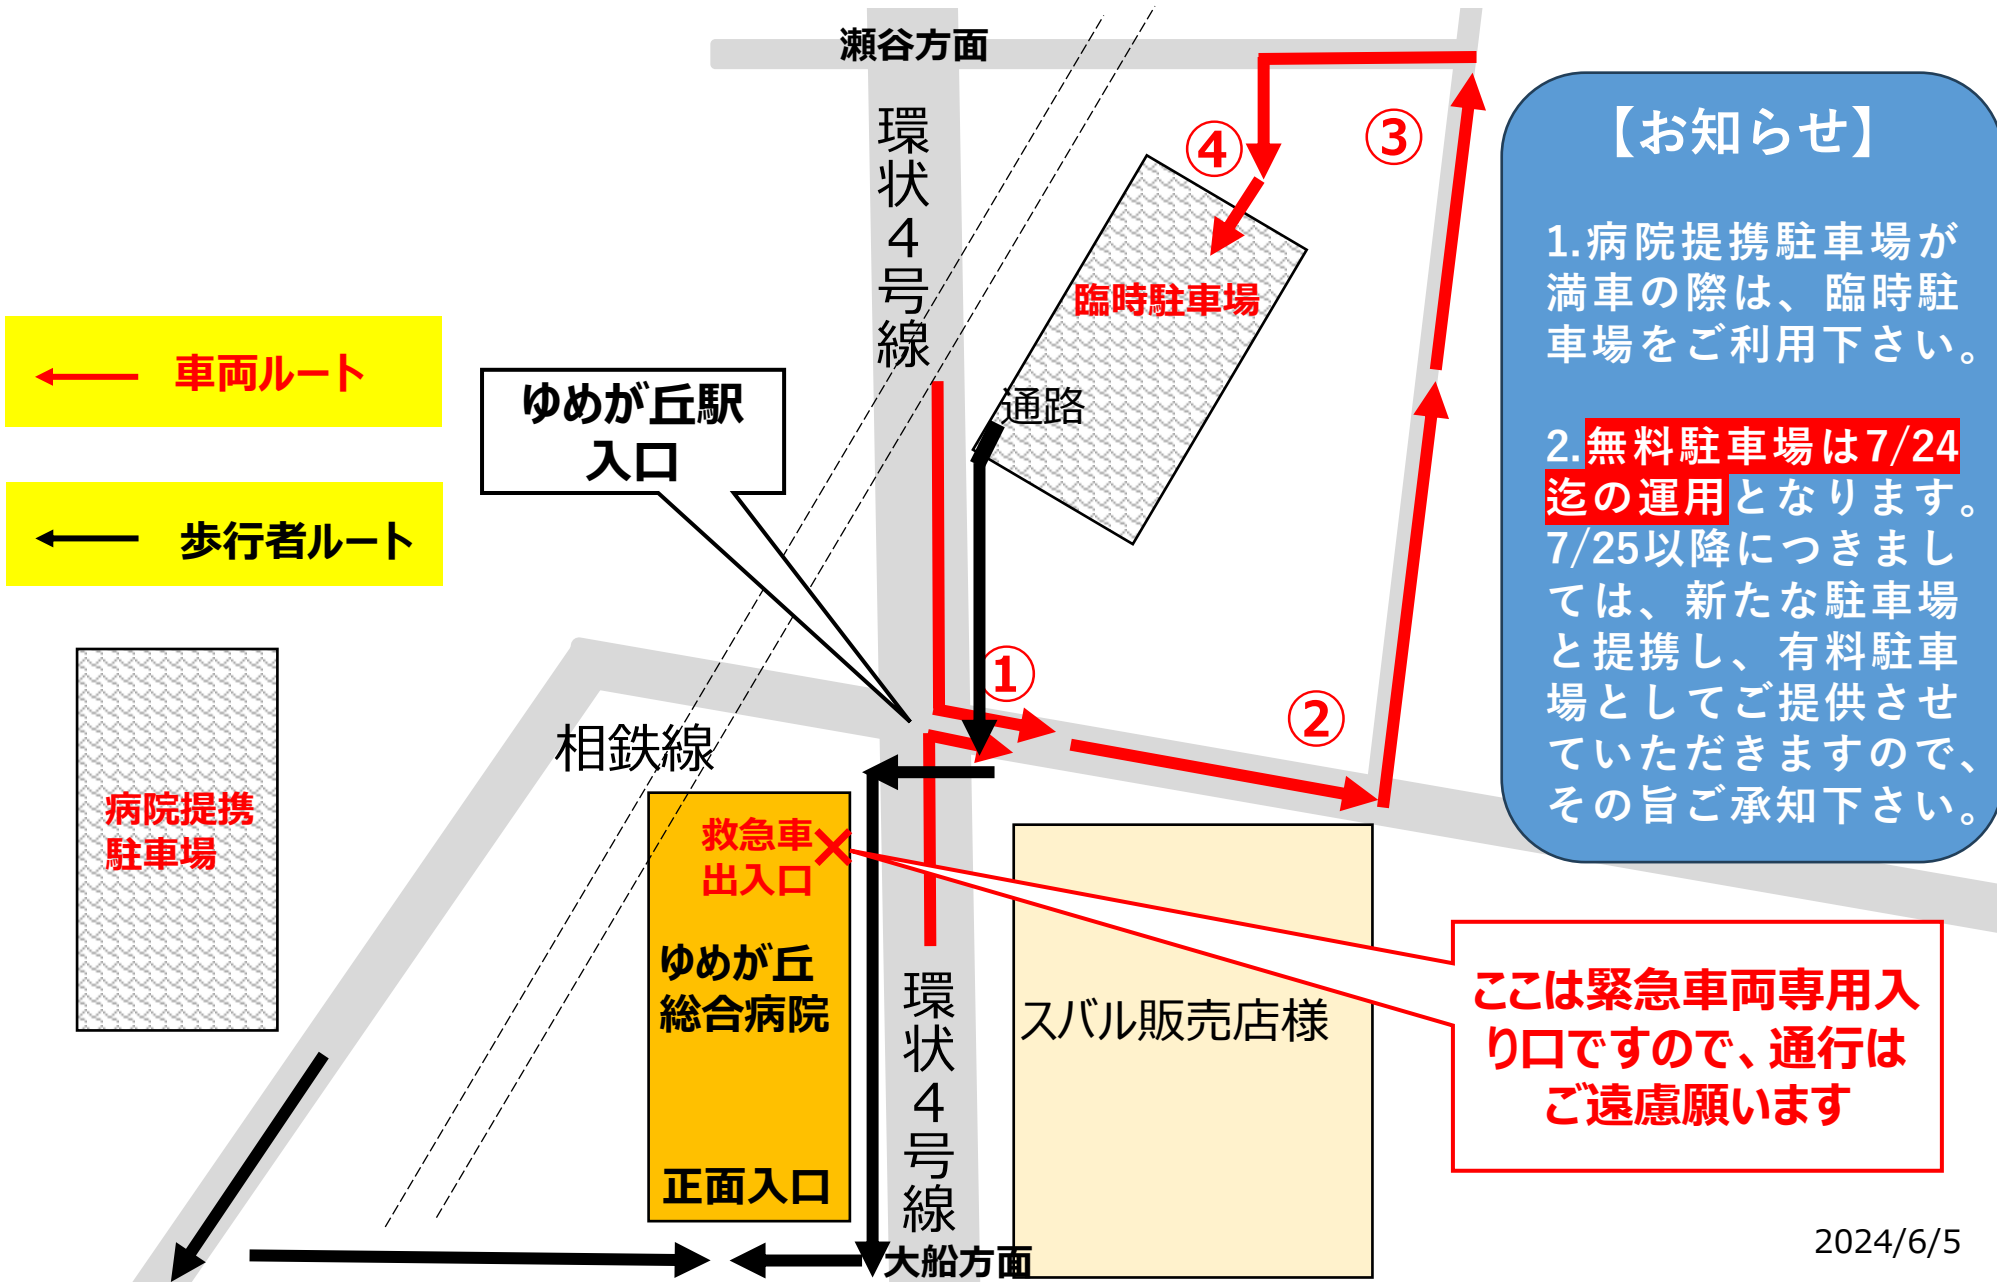 瀬谷方面
環状４号線
④
③
【お知らせ】
1.病院提携駐車場が
満車の際は、臨時駐
車場をご利用下さい。
2.無料駐車場は7/24
迄の運用となります。
7/25以降につきまし
ては、新たな駐車場
と提携し、有料駐車
場としてご提供させ
ていただきますので、
その旨ご承知下さい。
臨時駐車場
車両ルート
ゆめが丘駅
入口
通路
歩行者ルート
①
②
相鉄線
病院提携
駐車場
救急車
出入口
ゆめが丘
総合病院
正面入口
環状４号線
スバル販売店様
ここは緊急車両専用入
り口ですので、通行は
ご遠慮願います
大船方面
2024/6/5